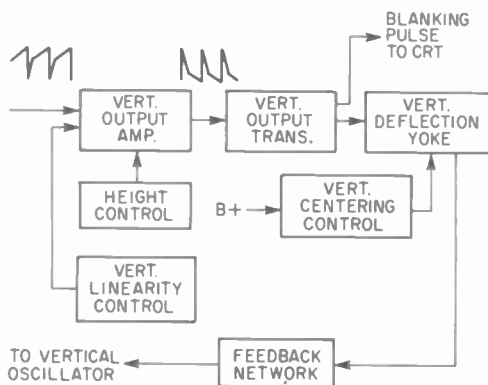 BLANKING
PULSE
TO CRT
VERT.
OUTPUT
AMP.
VERT.
OUTPUT
TRANS.
VERT.
DEFLECTION
YOKE
HEIGHT
CONTROL
B+
VERT.
CENTERING
CONTROL
VERT.
LINEARITY
CONTROL
TO VERTICAL
OSCILLATOR
FEEDBACK
NETWORK